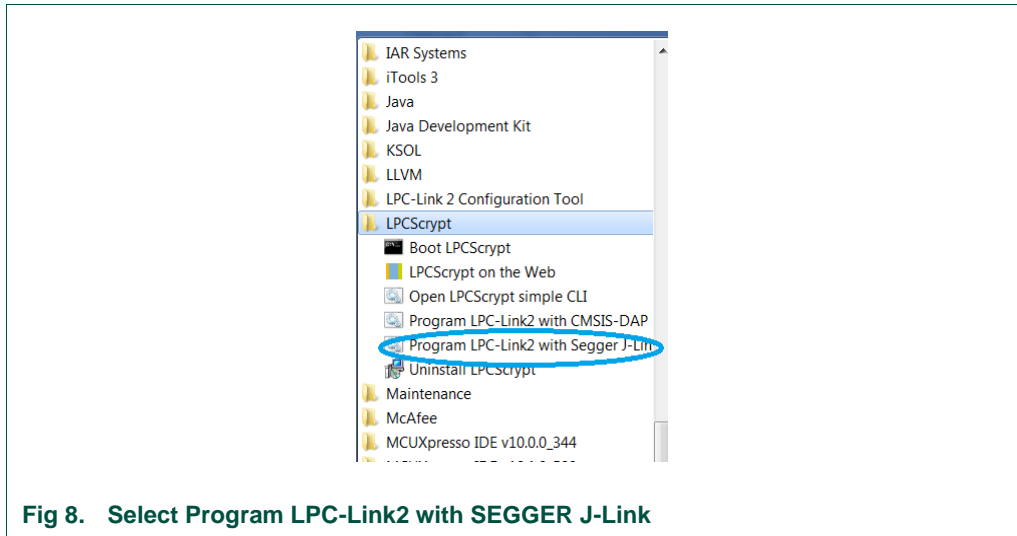 IAR Systems
iTools 3
Java
Java Development Kit
KSOL
LLVM
LPC-Link 2 Configuration Tool
LPCScrypt
Boot LPCScrypt
LPCScrypt on the Web
Open LPCScrypt simple CLI
Program LPC-Link2 with CMSIS-DAP
Program LPC-Link2 with Segger J-Lin
Uninstall LPCScrypt
Maintenance
McAfee
MCUXpresso IDE v10.0.0_344
Fig 8. Select Program LPC-Link2 with SEGGER J-Link